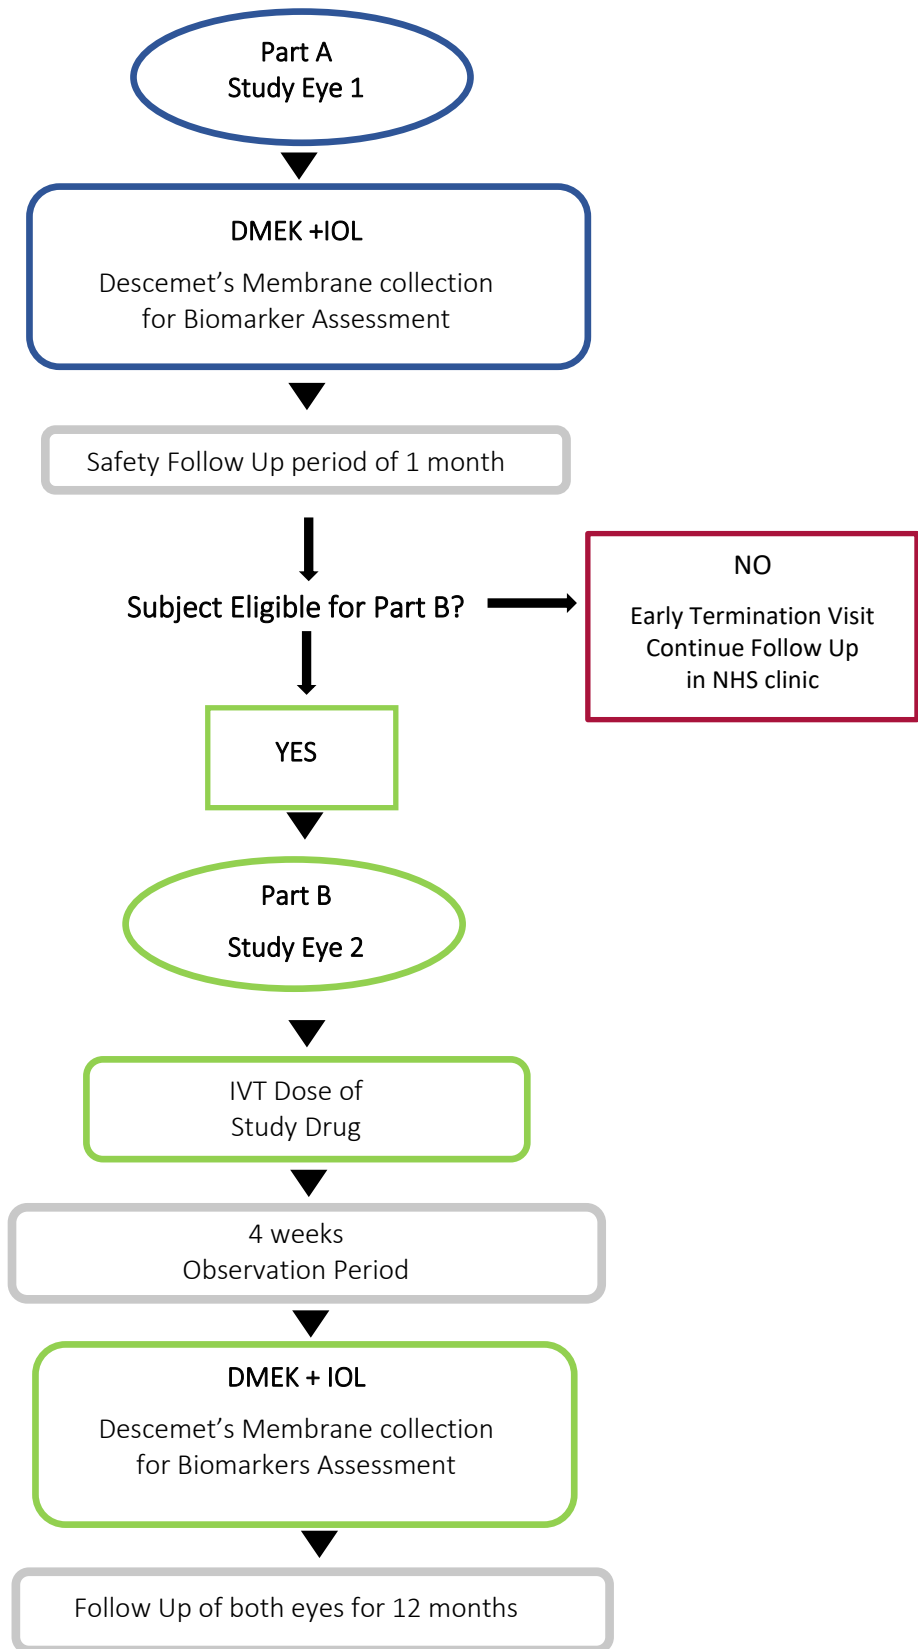 Part A
Study Eye 1
DMEK +IOL
Descemet’s Membrane collection
for Biomarker Assessment
Safety Follow Up period of 1 month
Subject Eligible for Part B?
NO
Early Termination Visit
Continue Follow Up
in NHS clinic
YES
Part B
Study Eye 2
IVT Dose of
Study Drug
4 weeks
Observation Period
DMEK + IOL
Descemet’s Membrane collection
for Biomarkers Assessment
Follow Up of both eyes for 12 months